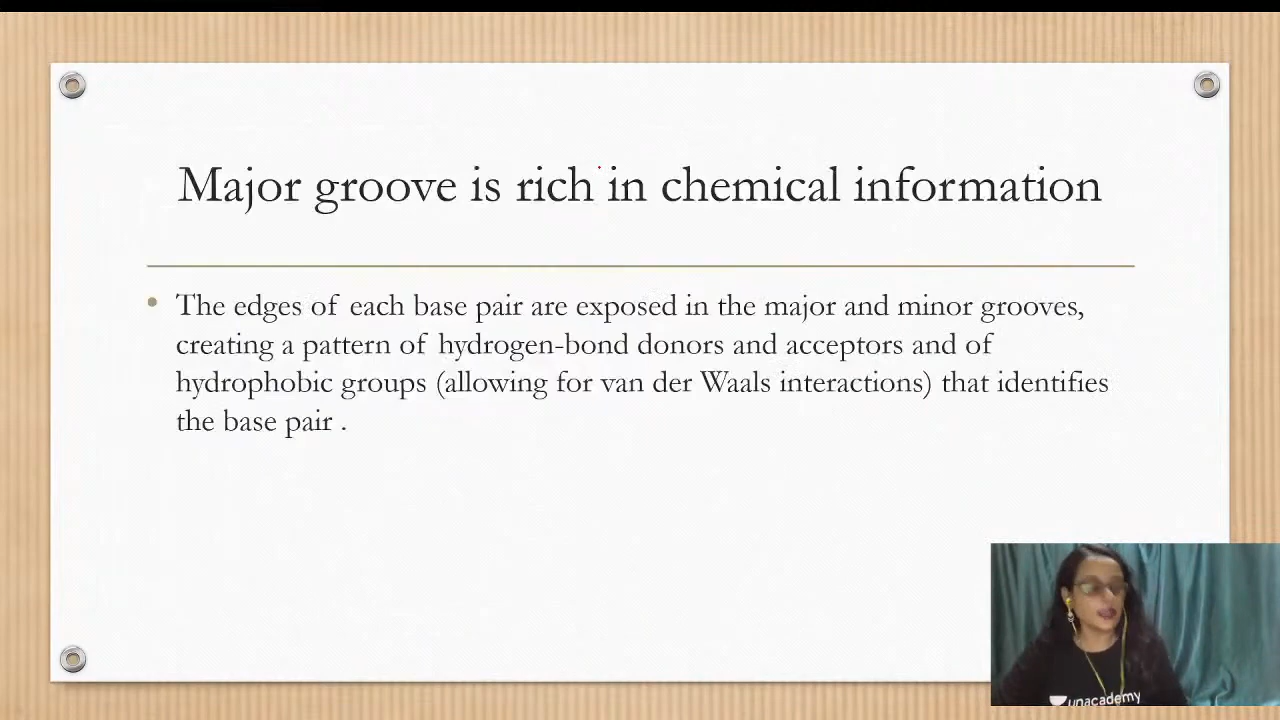 Major groove is rich in chemical information
• The edges of each base pair are exposed in the major and minor grooves,
creating a pattern of hydrogen-bond donors and acceptors and of
hydrophobic groups (allowing for van der Waals interactions) that identifies
the base pair .
unacademy